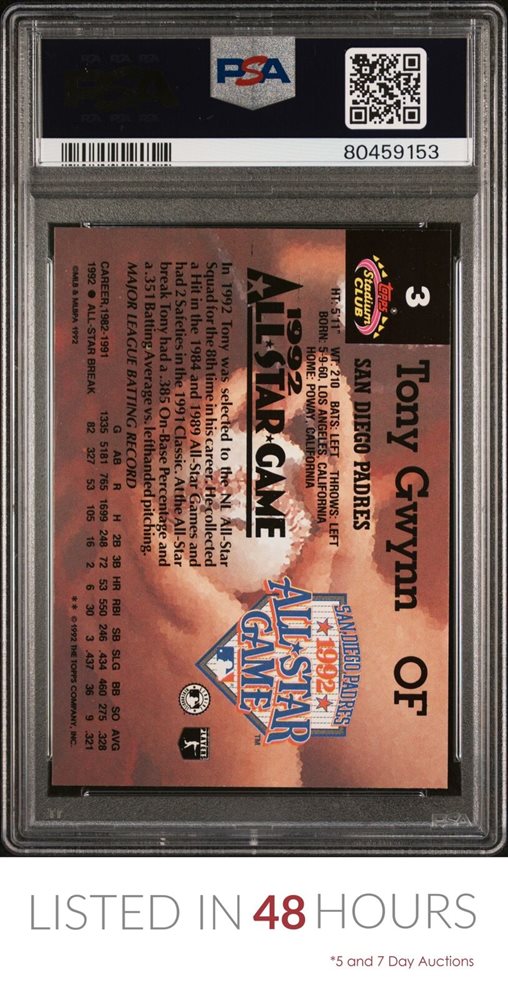 PSA
80459153
3
Topps
Stadium
CLUB
Tony Gwynn OF
SAN DIEGO PADRES
HT: 5'11" WT: 210 BATS: LEFT THROWS: LEFT
BORN: 5-9-60, LOS ANGELES, CALIFORNIA
HOME: POWAY, CALIFORNIA
1992
ALL★STAR★GAME
In 1992 Tony was selected to the NL All-Star
Squad for the 8th time in his career. He collected
a Hit in the 1984 and 1989 All-Star Games and
had 2 Safeties in the 1991 Classic. At the All-Star
break Tony had a .385 On-Base Percentage and
a .351 Batting Average vs. lefthanded pitching.
MAJOR LEAGUE BATTING RECORD
G AB R H 2B 3B HR RBI SB SLG BB SO AVG
CAREER, 1982-1991 1335 5181 765 1699 248 72 53 550 246 .434 460 275 .328
1992 ● ALL-STAR BREAK 82 327 53 105 16 2 6 30 3 .437 36 9 .321
©MLB & MLBPA 1992
** ©1992 THE TOPPS COMPANY, INC.
SAN DIEGO PADRES
★1992★
ALL★STAR
GAME
TM
PSA
LISTED IN 48 HOURS
*5 and 7 Day Auctions